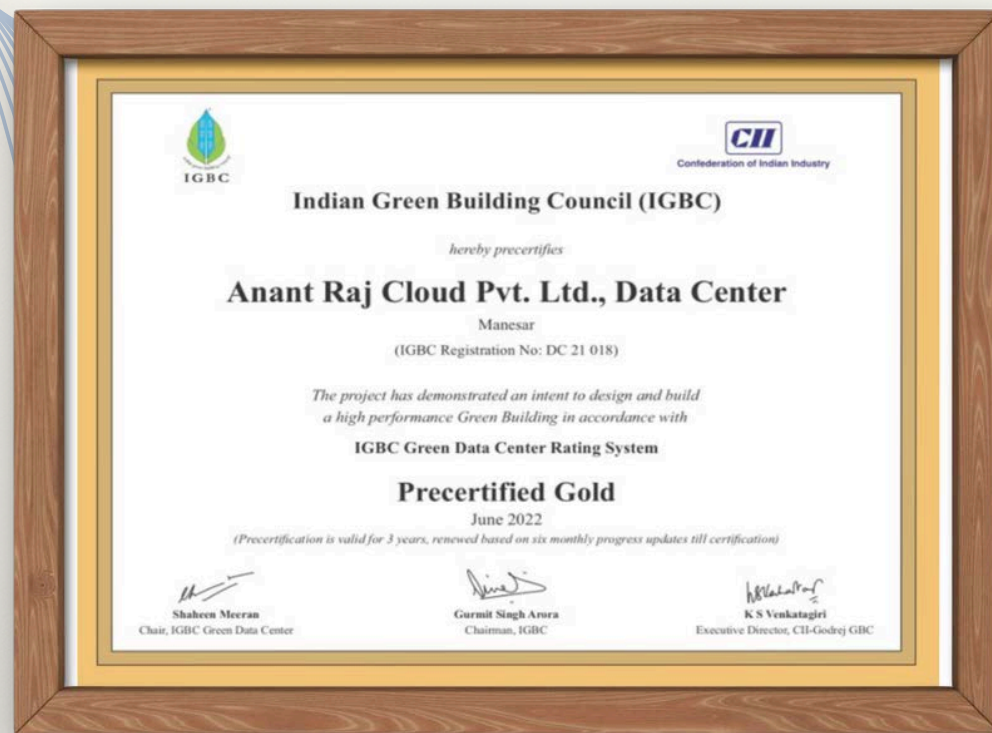 IGBC
CII
Confederation of Indian Industry
Indian Green Building Council (IGBC)
hereby precertifies
Anant Raj Cloud Pvt. Ltd., Data Center
Manesar
(IGBC Registration No: DC 21 018)
The project has demonstrated an intent to design and build
a high performance Green Building in accordance with
IGBC Green Data Center Rating System
Precertified Gold
June 2022
(Precertification is valid for 3 years, renewed based on six monthly progress updates till certification)
Shaheen Meeran
Chair, IGBC Green Data Center
Gurmit Singh Arora
Chairman, IGBC
K S Venkatagiri
Executive Director, CII-Godrej GBC